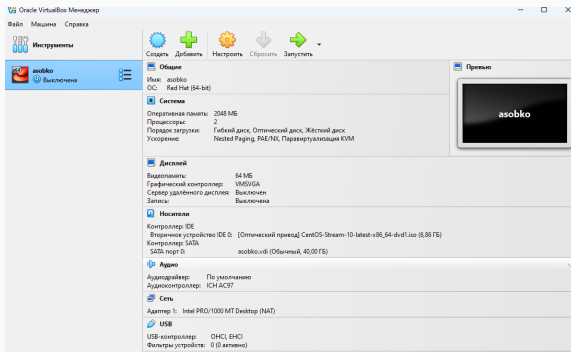 Oracle VirtualBox Менеджер
Файл Машина Справка
Инструменты
Создать Добавить Настроить Сбросить Запустить
asobko
Выключена
Общие
Имя: asobko
ОС: Red Hat (64-bit)
Превью
asobko
Система
Оперативная память: 2048 МБ
Процессоры: 2
Порядок загрузки: Гибкий диск, Оптический диск, Жёсткий диск
Ускорение: Nested Paging, PAE/NX, Паравиртуализация KVM
Дисплей
Видеопамять: 64 МБ
Графический контроллер: VMSVGA
Сервер удалённого дисплея: Выключен
Запись: Выключена
Носители
Контроллер: IDE
Вторичное устройство IDE 0: [Оптический привод] CentOS-Stream-10-latest-x86_64-dvd1.iso (6,86 ГБ)
Контроллер: SATA
SATA порт 0: asobko.vdi (Обычный, 40,00 ГБ)
Аудио
Аудиодрайвер: По умолчанию
Аудиоконтроллер: ICH AC97
Сеть
Адаптер 1: Intel PRO/1000 MT Desktop (NAT)
USB
USB-контроллер: OHCI, EHCI
Фильтры устройств: 0 (0 активно)